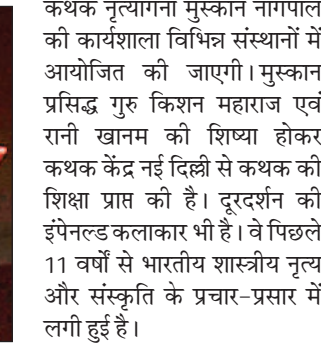 कथक नृत्यांगना मुस्कान नागपाल
की कार्यशाला विभिन्न संस्थानों में
आयोजित की जाएगी। मुस्कान
प्रसिद्ध गुरु किशन महाराज एवं
रानी खानम की शिष्या होकर
कथक केंद्र नई दिल्ली से कथक की
शिक्षा प्राप्त की है। दूरदर्शन की
इंपेनल्ड कलाकार भी है। वे पिछले
11 वर्षों से भारतीय शास्त्रीय नृत्य
और संस्कृति के प्रचार-प्रसार में
लगी हुई है।